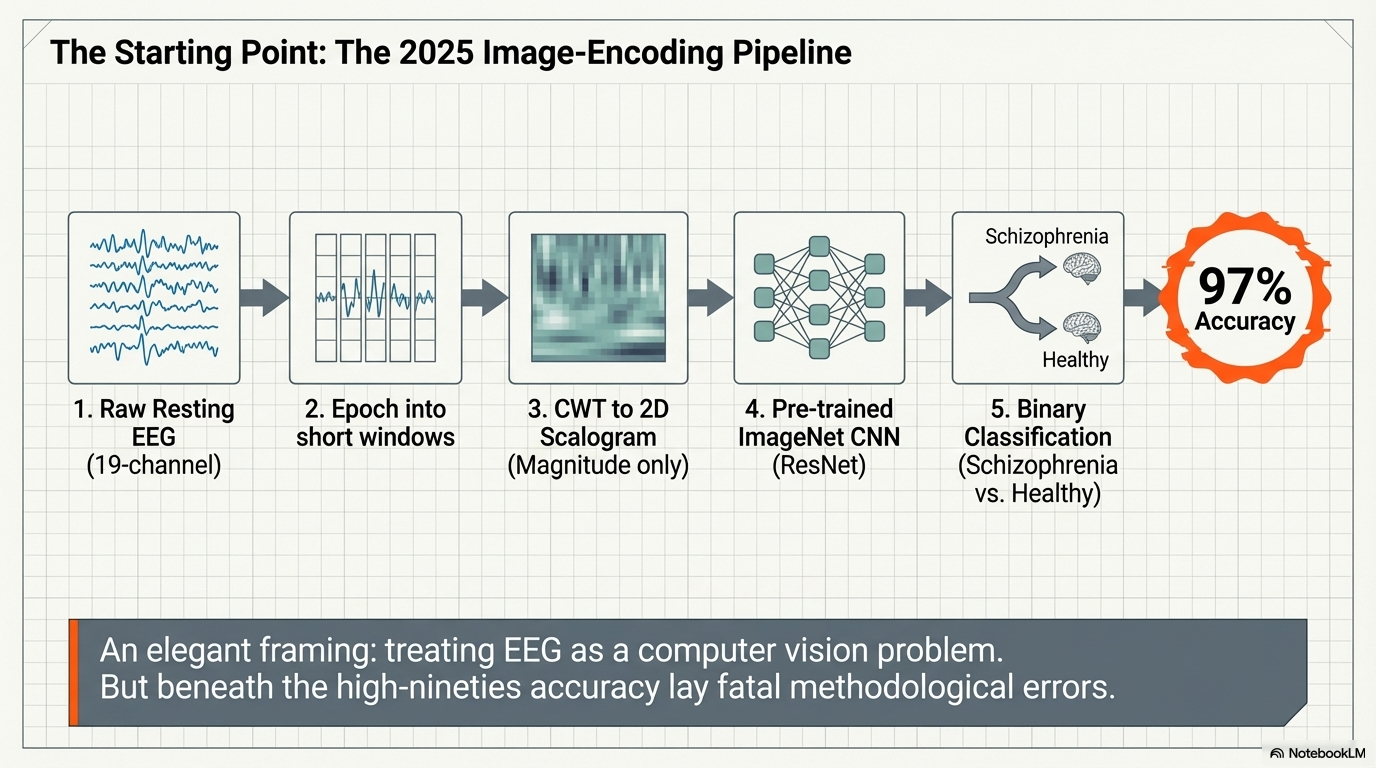 The Starting Point: The 2025 Image-Encoding Pipeline
Schizophrenia
Healthy
97%
Accuracy
1. Raw Resting
EEG
(19-channel)
2. Epoch into
short windows
3. CWT to 2D
Scalogram
(Magnitude only)
4. Pre-trained
ImageNet CNN
(ResNet)
5. Binary
Classification
(Schizophrenia
vs. Healthy)
An elegant framing: treating EEG as a computer vision problem.
But beneath the high-nineties accuracy lay fatal methodological errors.
NotebookLM